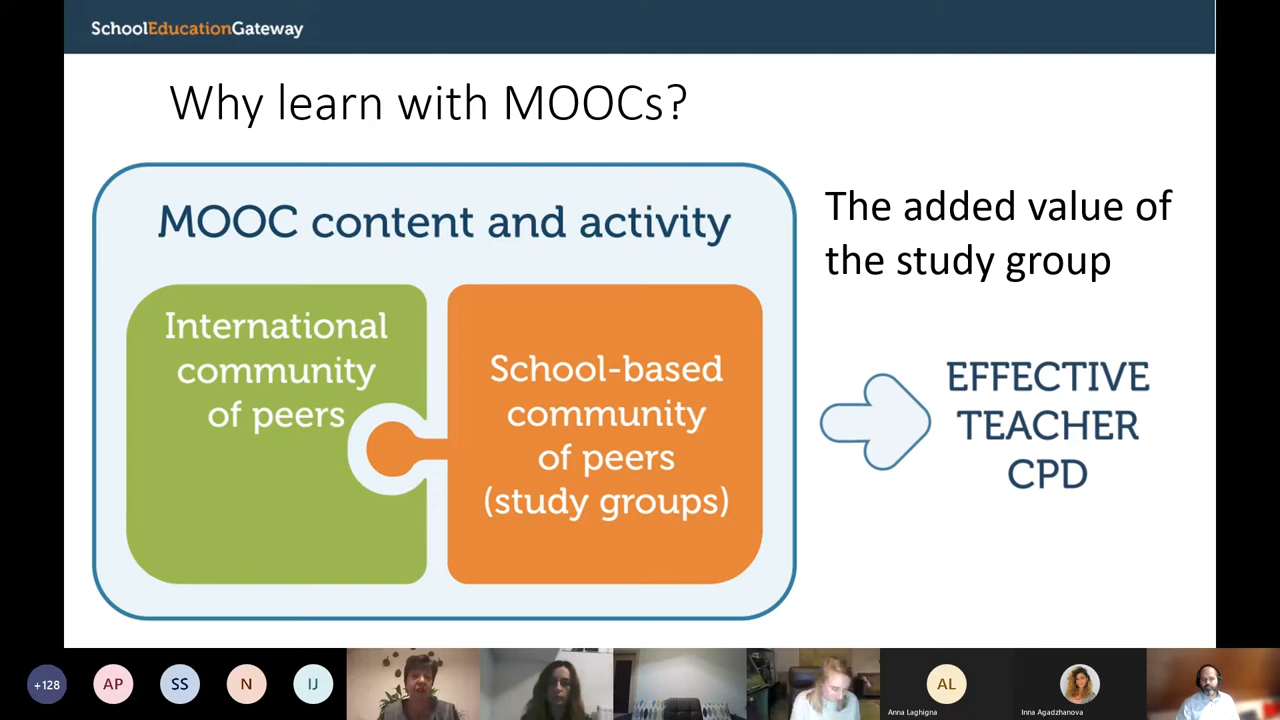 SchoolEducationGateway
Why learn with MOOCs?
MOOC content and activity
International
community
of peers
School-based
community
of peers
(study groups)
The added value of
the study group
EFFECTIVE
TEACHER
CPD
+128
AP
SS
N
IJ
AL
Anna Laghigna
Inna Agadzhanova